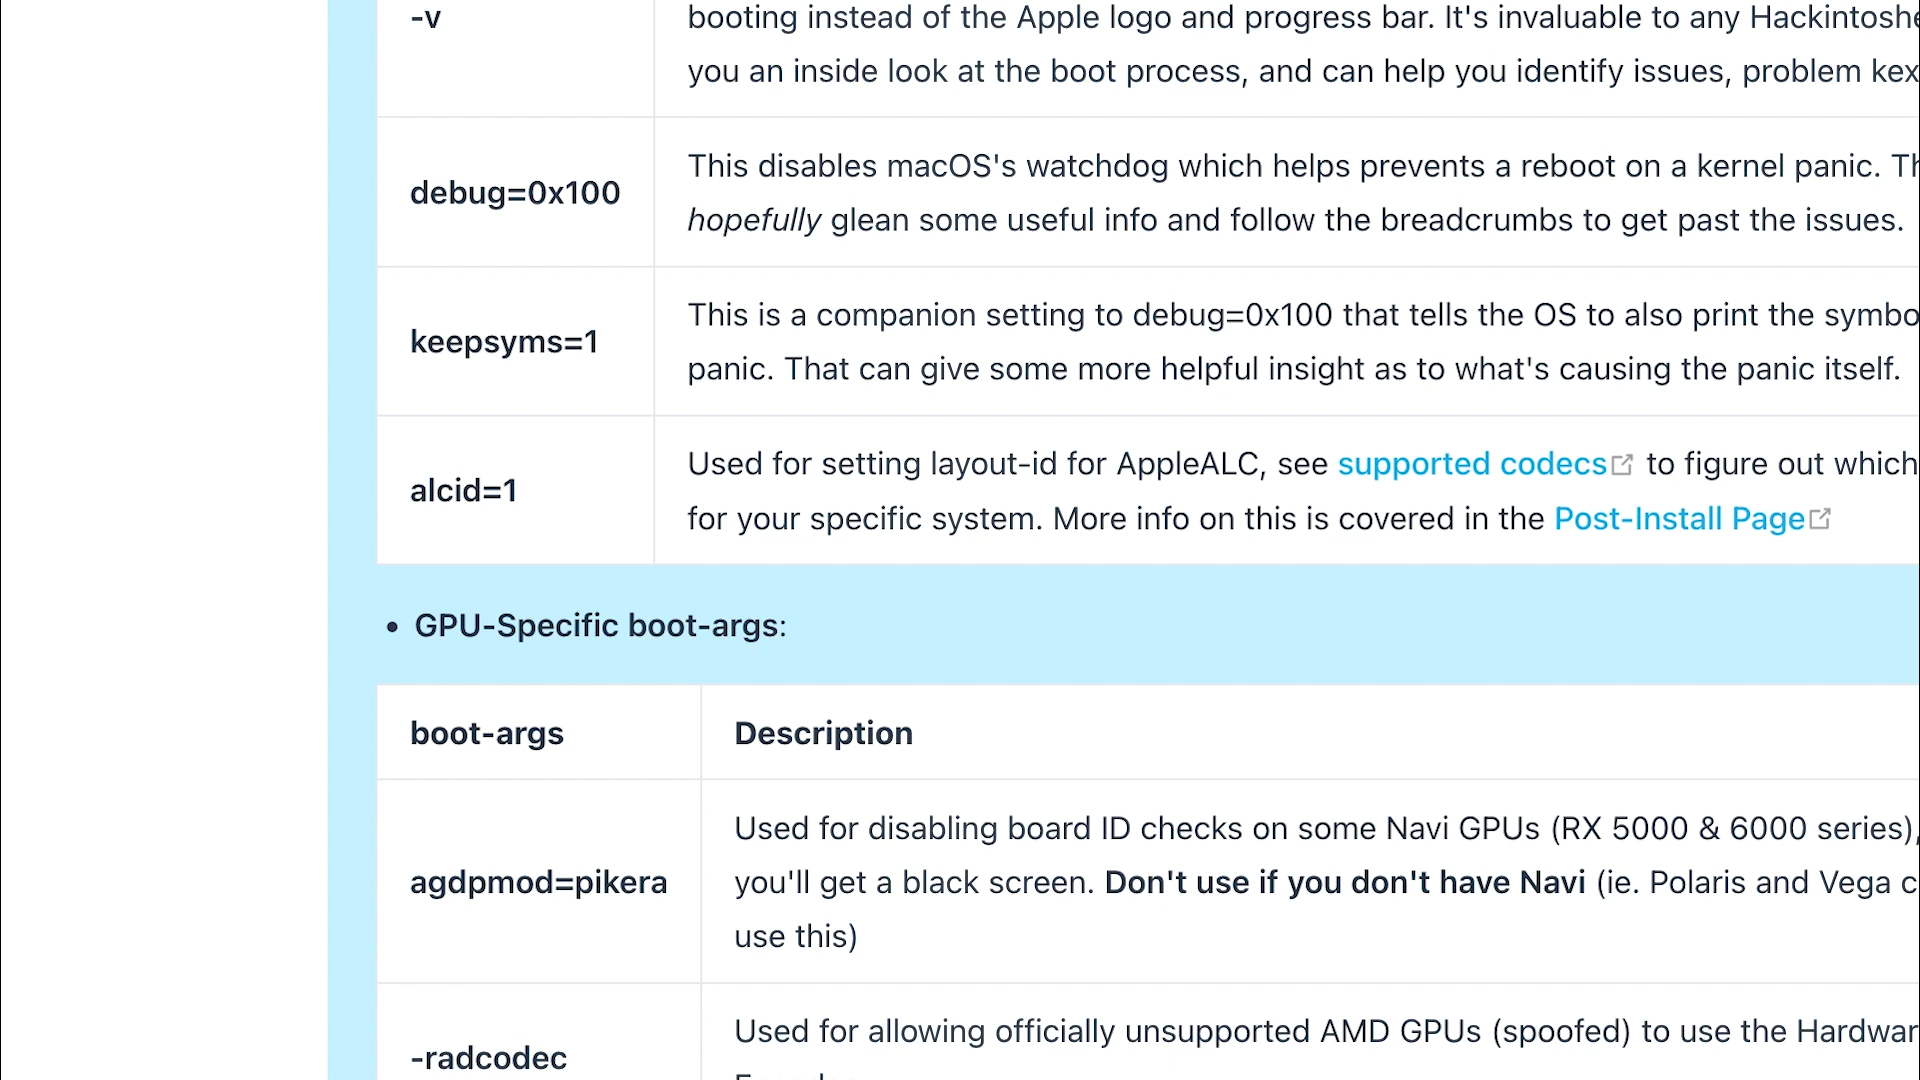 -v
booting instead of the Apple logo and progress bar. It's invaluable to any
you an inside look at the boot process, and can help you identify issues, problem
debug=0x100
This disables macOS's watchdog which helps prevents a reboot on a kernel panic.
hopefully glean some useful info and follow the breadcrumbs to get past the issues.
keepsyms=1
This is a companion setting to debug=0x100 that tells the OS to also print the
panic. That can give some more helpful insight as to what's causing the panic itself.
alcid=1
Used for setting layout-id for AppleALC, see supported codecs to figure out which
for your specific system. More info on this is covered in the Post-Install Page
• GPU-Specific boot-args:
boot-args
Description
agdpmod=pikera
Used for disabling board ID checks on some Navi GPUs (RX 5000 & 6000 series),
you'll get a black screen. Don't use if you don't have Navi (ie. Polaris and Vega
use this)
-radcodec
Used for allowing officially unsupported AMD GPUs (spoofed) to use the